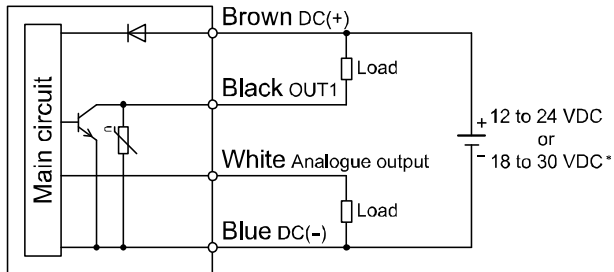 Main circuit
Brown DC(+)
Load
Black OUT1
White Analogue output
Load
Blue DC(−)
+ 12 to 24 VDC
or
− 18 to 30 VDC*